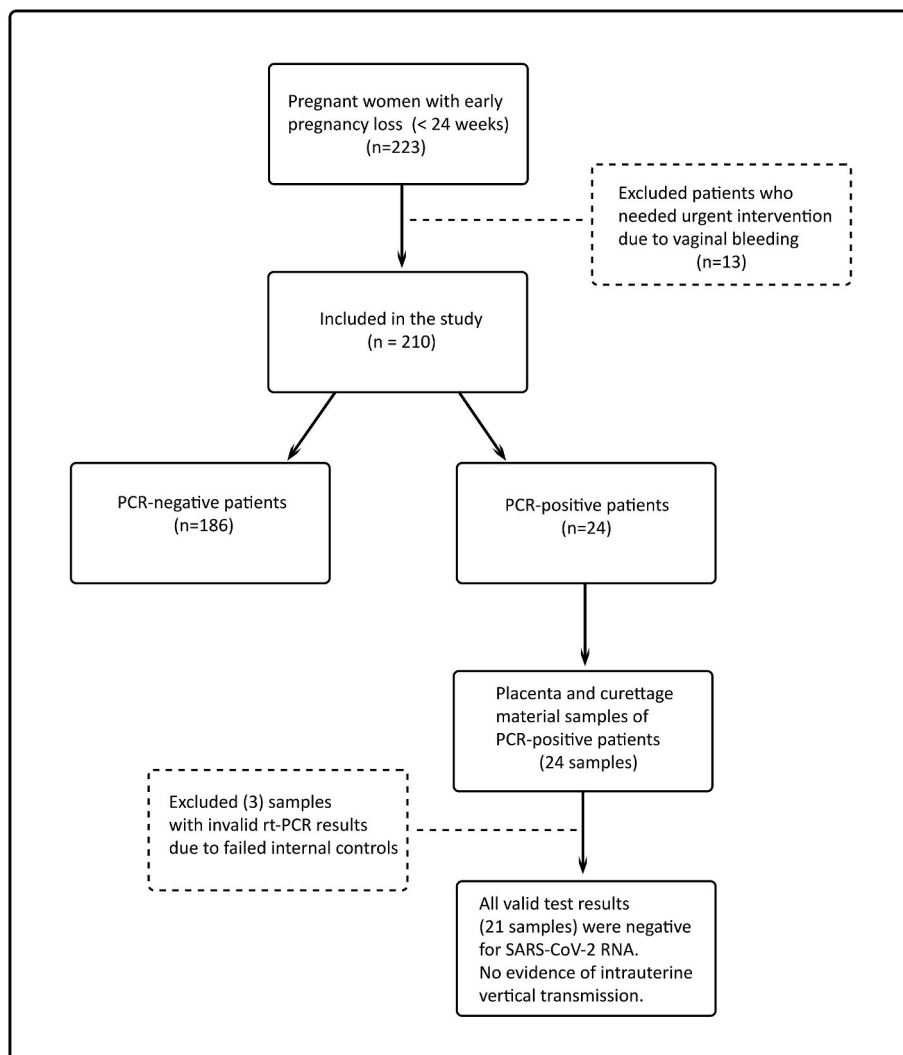 Pregnant women with early
pregnancy loss (< 24 weeks)
(n=223)
Excluded patients who
needed urgent intervention
due to vaginal bleeding
(n=13)
Included in the study
(n = 210)
PCR-negative patients
(n=186)
PCR-positive patients
(n=24)
Placenta and curettage
material samples of
PCR-positive patients
(24 samples)
Excluded (3) samples
with invalid rt-PCR results
due to failed internal controls
All valid test results
(21 samples) were negative
for SARS-CoV-2 RNA.
No evidence of intrauterine
vertical transmission.